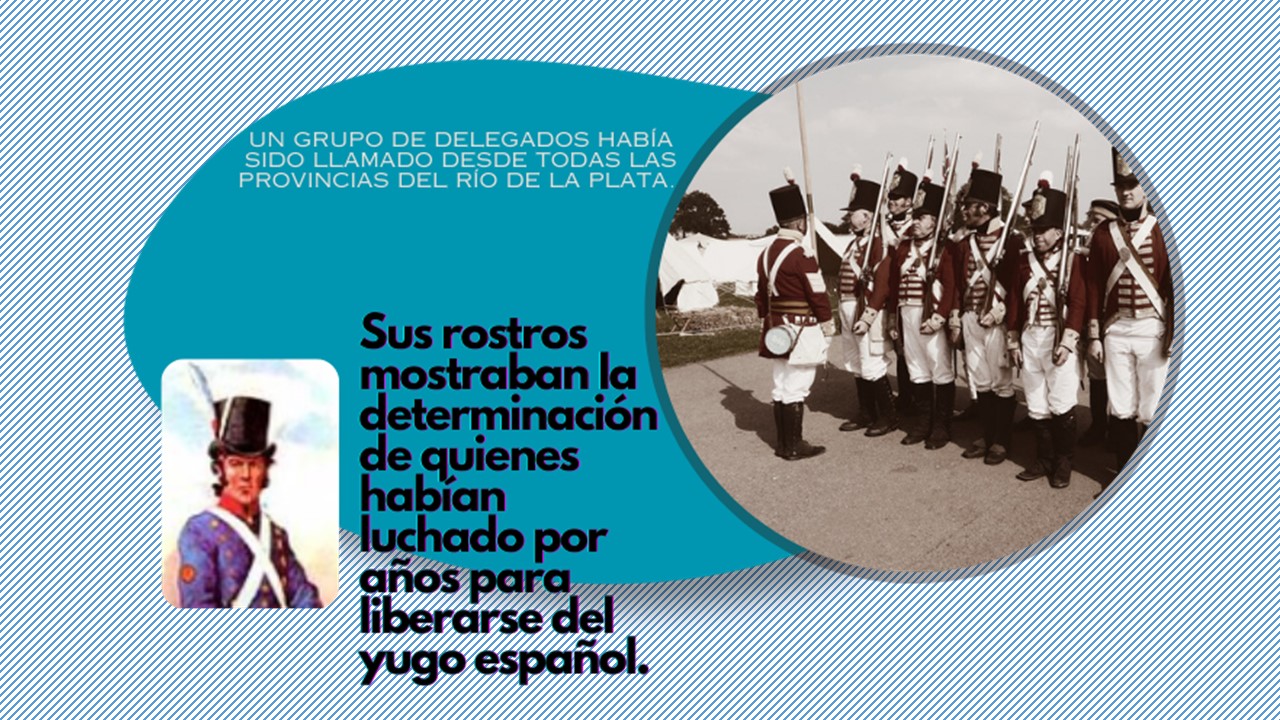 UN GRUPO DE DELEGADOS HABÍA
SIDO LLAMADO DESDE TODAS LAS
PROVINCIAS DEL RÍO DE LA PLATA.
Sus rostros
mostraban la
determinación
de quienes
habían
luchado por
años para
liberarse del
yugo español.